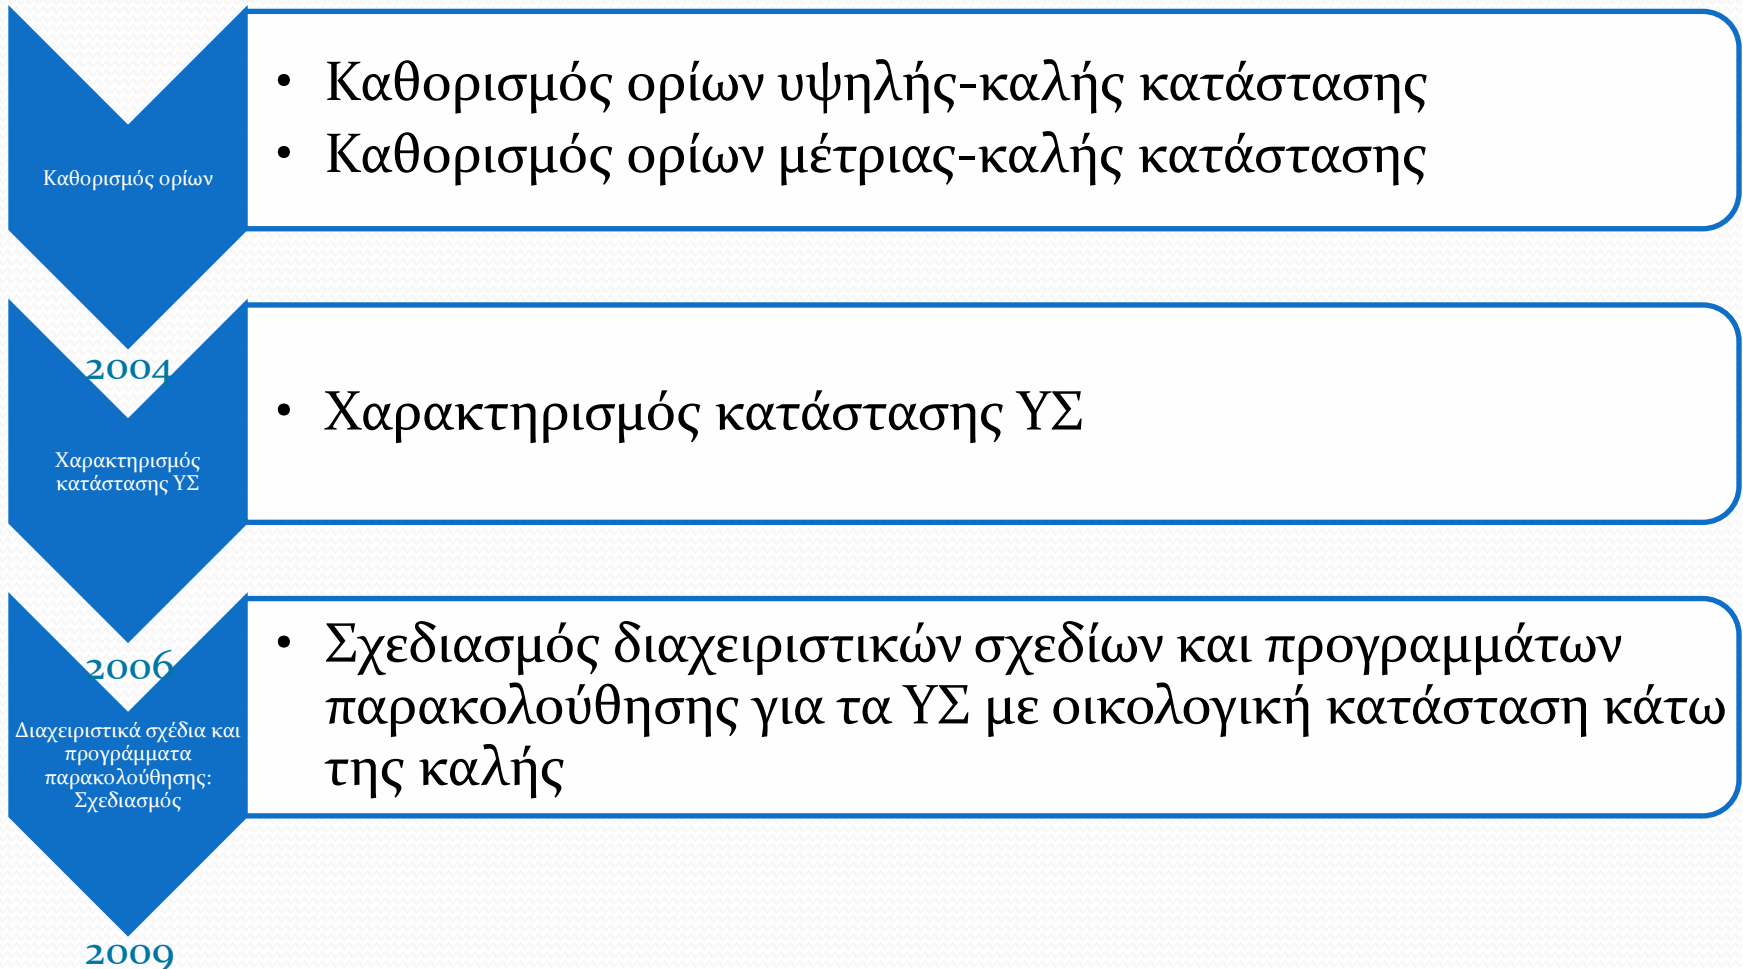 Καθορισμός ορίων
• Καθορισμός ορίων υψηλής-καλής κατάστασης
• Καθορισμός ορίων μέτριας-καλής κατάστασης
2004
Χαρακτηρισμός
κατάστασης ΥΣ
• Χαρακτηρισμός κατάστασης ΥΣ
2006
Διαχειριστικά σχέδια και
προγράμματα
παρακολούθησης:
Σχεδιασμός
• Σχεδιασμός διαχειριστικών σχεδίων και προγραμμάτων
παρακολούθησης για τα ΥΣ με οικολογική κατάσταση κάτω
της καλής
2009